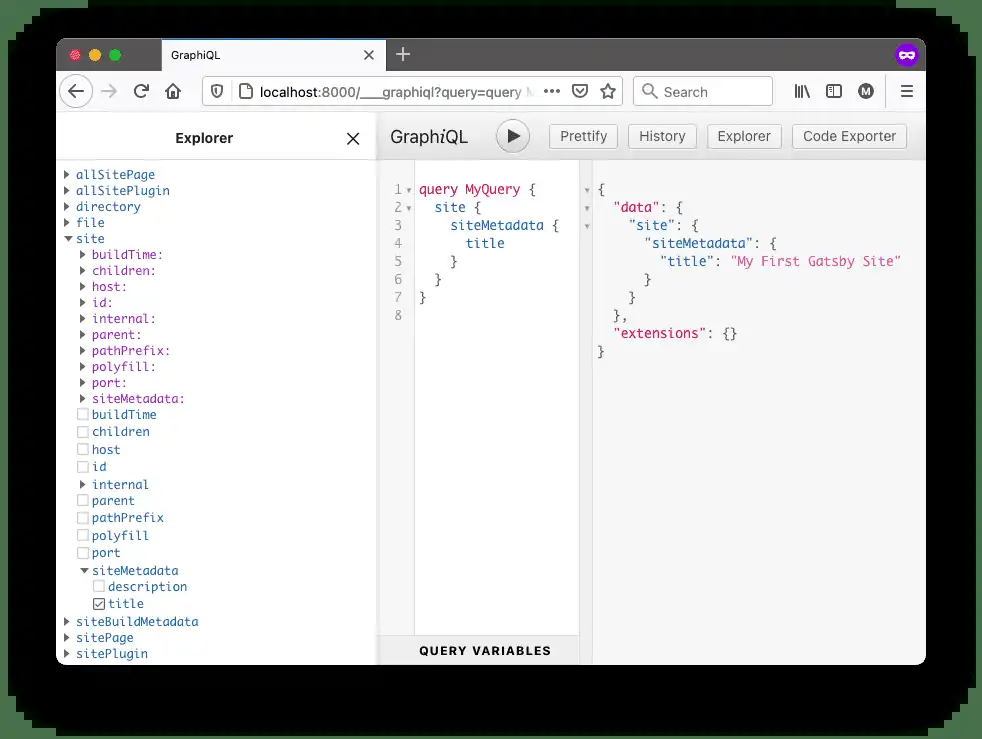 GraphiQL
localhost:8000/___graphiql?query=query
Search
M
Explorer
GraphiQL
Prettify
History
Explorer
Code Exporter
allSitePage
allSitePlugin
directory
file
site
buildTime:
children:
host:
id:
internal:
parent:
pathPrefix:
polyfill:
port:
siteMetadata:
buildTime
children
host
id
internal
parent
pathPrefix
polyfill
port
siteMetadata
description
title
siteBuildMetadata
sitePage
sitePlugin
1 query MyQuery {
2 site {
3 siteMetadata {
4 title
5 }
6 }
7 }
8
QUERY VARIABLES
{
"data": {
"site": {
"siteMetadata": {
"title": "My First Gatsby Site"
}
}
},
"extensions": {}
}